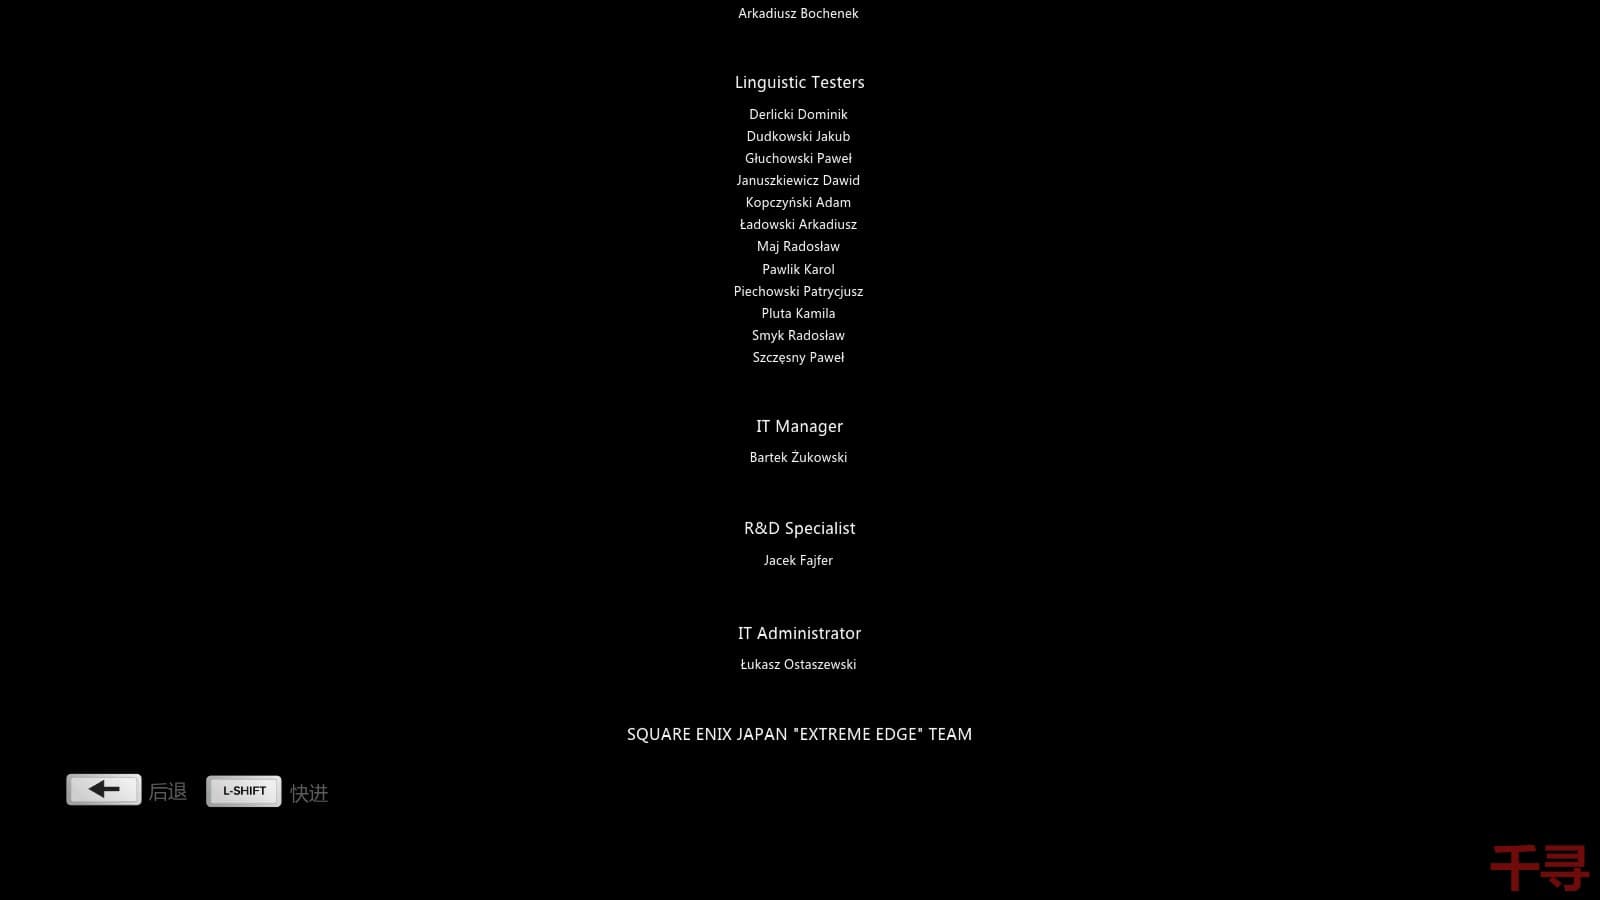 Arkadiusz Bochenek
Linguistic Testers
Derlicki Dominik
Dudkowski Jakub
Głuchowski Paweł
Januszkiewicz Dawid
Kopczyński Adam
Ładowski Arkadiusz
Maj Radosław
Pawlik Karol
Piechowski Patrycjusz
Pluta Kamila
Smyk Radosław
Szczęsny Paweł
IT Manager
Bartek Żukowski
R&D Specialist
Jacek Fajfer
IT Administrator
Łukasz Ostaszewski
SQUARE ENIX JAPAN "EXTREME EDGE" TEAM
后退 L-SHIFT 快进
千寻